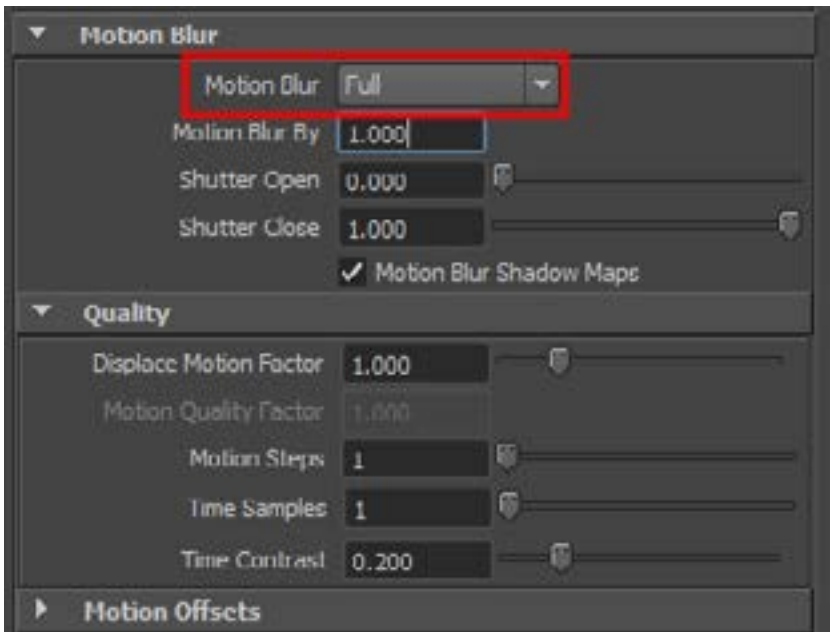 Motion Blur
Motion Blur Full
Motion Blur By 1.000
Shutter Open 0.000
Shutter Close 1.000
Motion Blur Shadow Maps
Quality
Displace Motion Factor 1.000
Motion Quality Factor 1.000
Motion Steps 1
Time Samples 1
Time Contrast 0.200
Motion Offsets